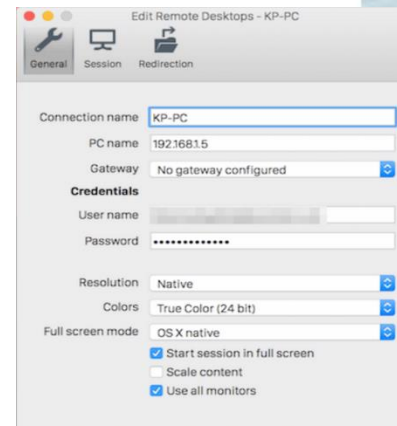 Edit Remote Desktops - KP-PC
General Session Redirection
Connection name KP-PC
PC name 192.168.1.5
Gateway No gateway configured
Credentials
User name
Password •••••••••••••
Resolution Native
Colors True Color (24 bit)
Full screen mode OS X native
Start session in full screen
Scale content
Use all monitors